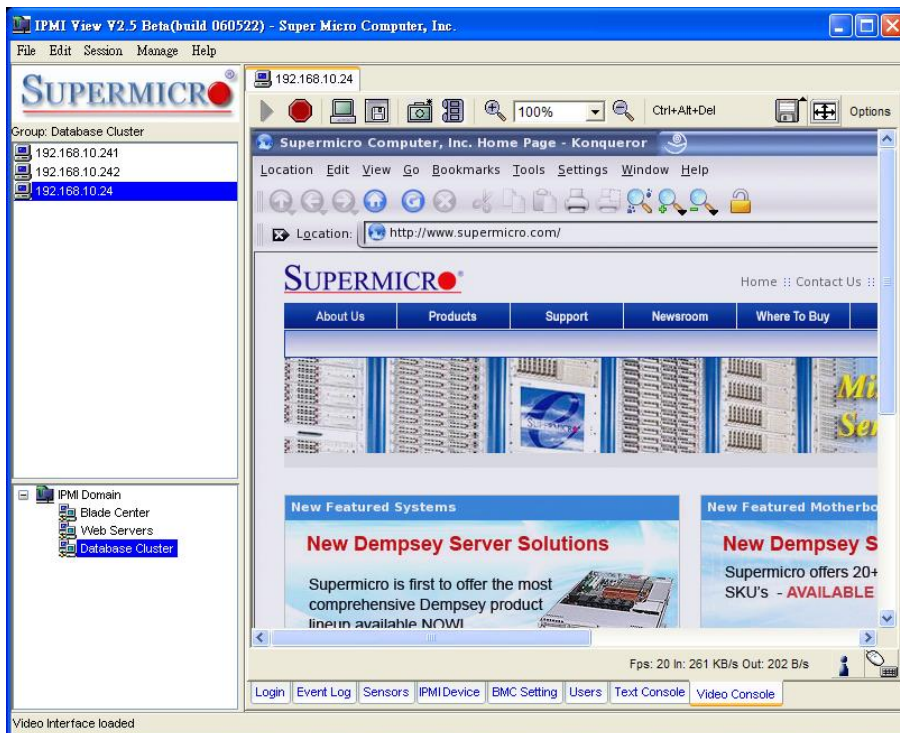 IPMI View V2.5 Beta(build 060522) - Super Micro Computer, Inc.
File Edit Session Manage Help
SUPERMICRO®
Group: Database Cluster
192.168.10.241
192.168.10.242
192.168.10.24
IPMI Domain
Blade Center
Web Servers
Database Cluster
192.168.10.24
100% Ctrl+Alt+Del Options
Supermicro Computer, Inc. Home Page - Konqueror
Location Edit View Go Bookmarks Tools Settings Window Help
Location: http://www.supermicro.com/
SUPERMICRO®
Home :: Contact Us ::
About Us Products Support Newsroom Where To Buy
SUPERMICRO
Mi
Ser
New Featured Systems
New Dempsey Server Solutions
Supermicro is first to offer the most
comprehensive Dempsey product
lineup available NOW!
New Featured Motherbo
New Dempsey S
Supermicro offers 20+
SKU's - AVAILABLE
Fps: 20 In: 261 KB/s Out: 202 B/s
Login Event Log Sensors IPMI Device BMC Setting Users Text Console Video Console
Video Interface loaded